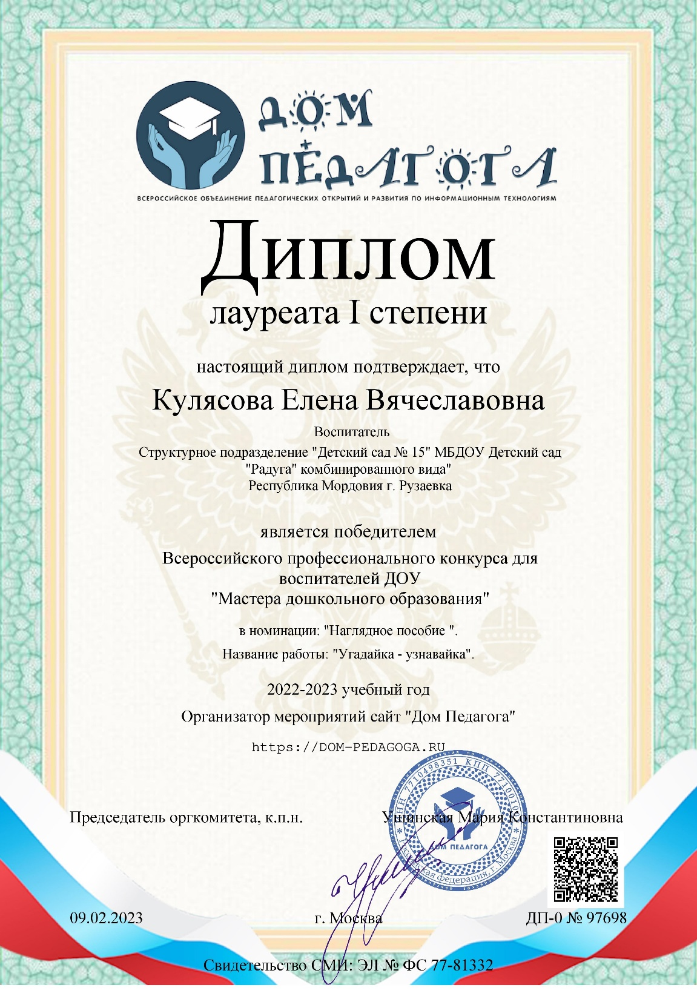 ДОМ
ПЕДАГОГА
ВСЕРОССИЙСКОЕ ОБЪЕДИНЕНИЕ ПЕДАГОГИЧЕСКИХ ОТКРЫТИЙ И РАЗВИТИЯ ПО ИНФОРМАЦИОННЫМ ТЕХНОЛОГИЯМ
Диплом
лауреата I степени
настоящий диплом подтверждает, что
Кулясова Елена Вячеславовна
Воспитатель
Структурное подразделение "Детский сад № 15" МБДОУ Детский сад
"Радуга" комбинированного вида"
Республика Мордовия г. Рузаевка
является победителем
Всероссийского профессионального конкурса для
воспитателей ДОУ
"Мастера дошкольного образования"
в номинации: "Наглядное пособие ".
Название работы: "Угадайка - узнавайка".
2022-2023 учебный год
Организатор мероприятий сайт "Дом Педагога"
https://DOM-PEDAGOGA.RU
ИНН 7710498351 КПП 771001001
Председатель оргкомитета, к.п.н. Ушинская Мария Константиновна
ДОМ ПЕДАГОГА
Российская федерация, г. Москва
09.02.2023 г. Москва ДП-0 № 97698
Свидетельство СМИ: ЭЛ № ФС 77-81332